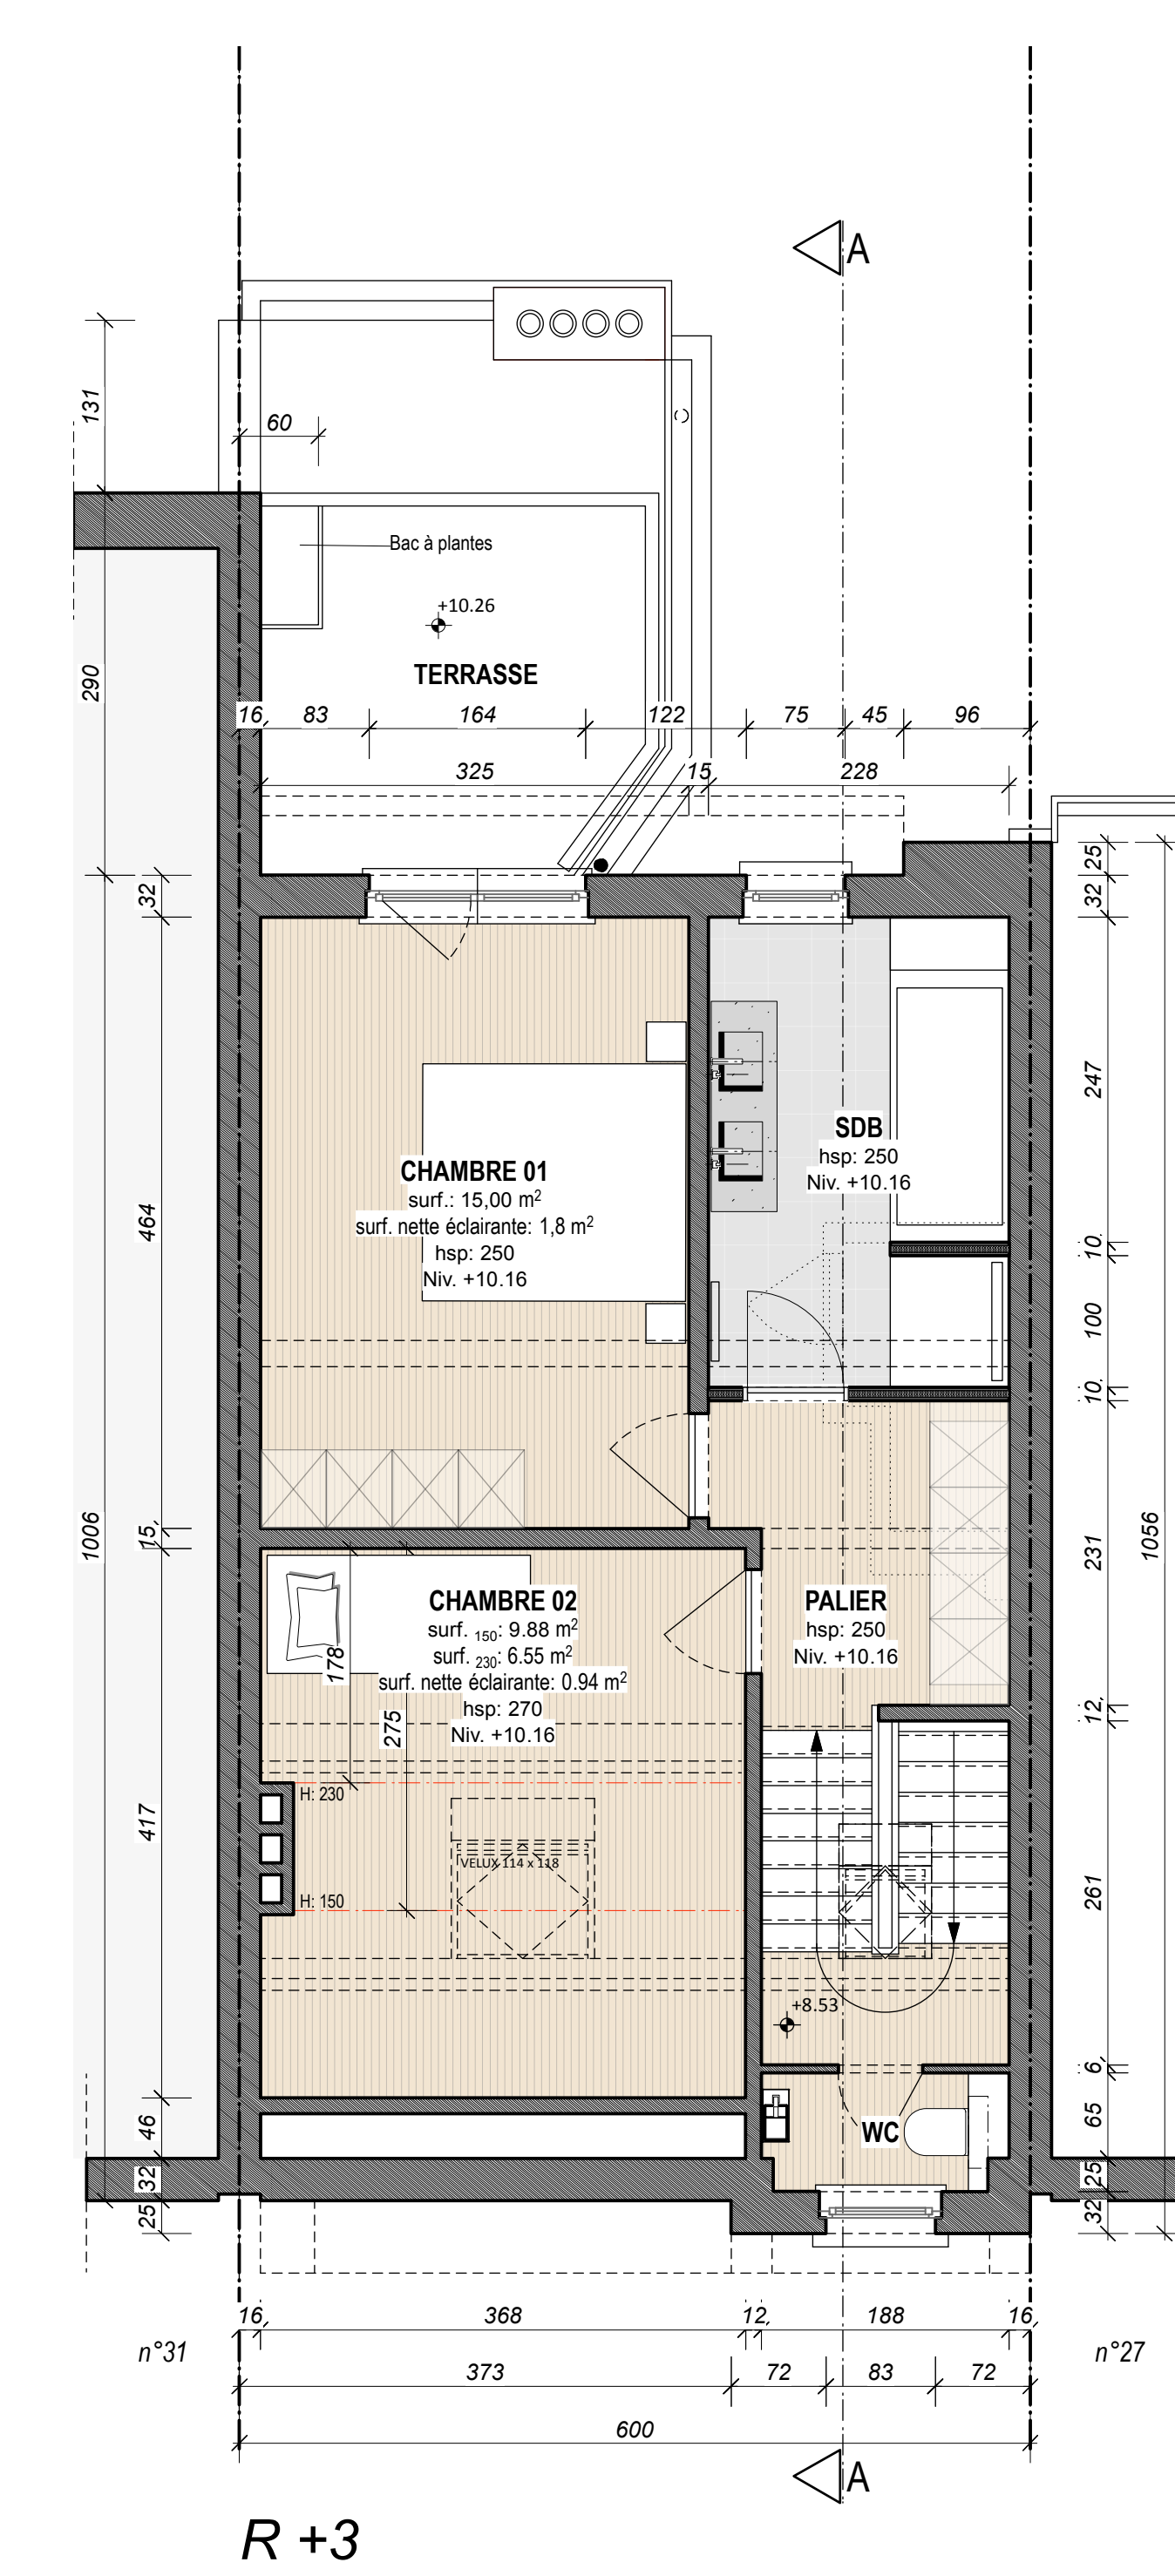 A
131
60
Bac à plantes
+10.26
TERRASSE
290
16 83 164 122 75 45 96
325 15 228
32
25
32
CHAMBRE 01
surf.: 15,00 m²
surf. nette éclairante: 1,8 m²
hsp: 250
Niv. +10.16
SDB
hsp: 250
Niv. +10.16
464
247
10
100
10
15
1006
231
1056
CHAMBRE 02
surf. 150: 9.88 m²
surf. 230: 6.55 m²
surf. nette éclairante: 0.94 m²
hsp: 270
Niv. +10.16
PALIER
hsp: 250
Niv. +10.16
178
275
12
H: 230
VELUX 114 x 118
H: 150
417
261
+8.53
6
65
WC
46
32
25
25
32
16 368 12 188 16
n°31
n°27
373 72 83 72
600
A
R +3